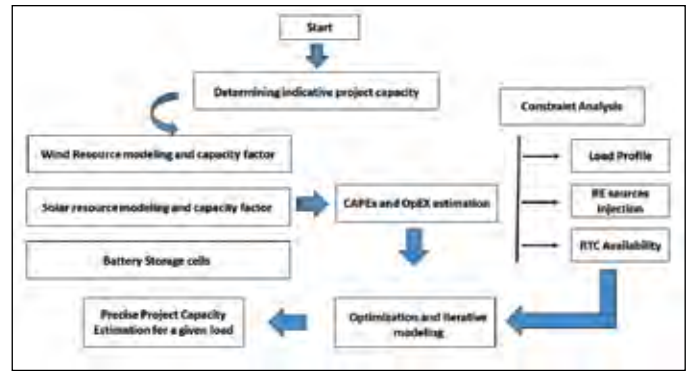 Start
Determining indicative project capacity
Constraint Analysis
Wind Resource modeling and capacity factor
Load Profile
Solar resource modeling and capacity factor
CAPEs and OpEX estimation
RE sources
injection
Battery Storage cells
RTC Availability
Precise Project Capacity
Estimation for a given load
Optimization and iterative
modeling